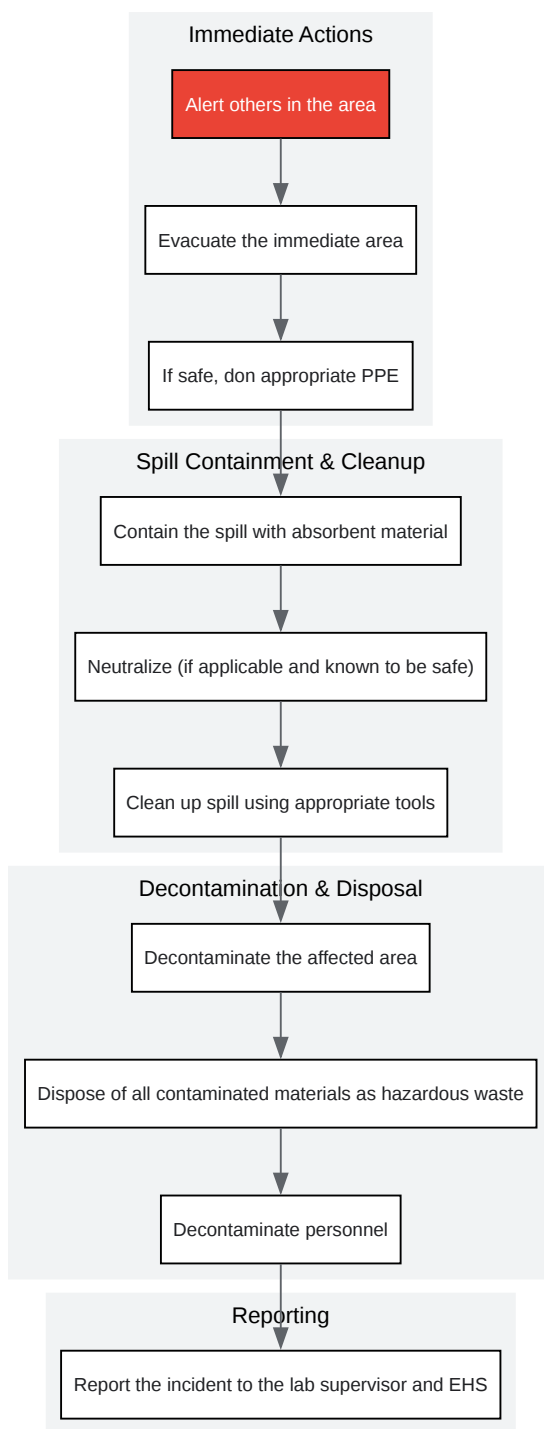 Immediate Actions
Alert others in the area
Evacuate the immediate area
If safe, don appropriate PPE
Spill Containment & Cleanup
Contain the spill with absorbent material
Neutralize (if applicable and known to be safe)
Clean up spill using appropriate tools
Decontamination & Disposal
Decontaminate the affected area
Dispose of all contaminated materials as hazardous waste
Decontaminate personnel
Reporting
Report the incident to the lab supervisor and EHS